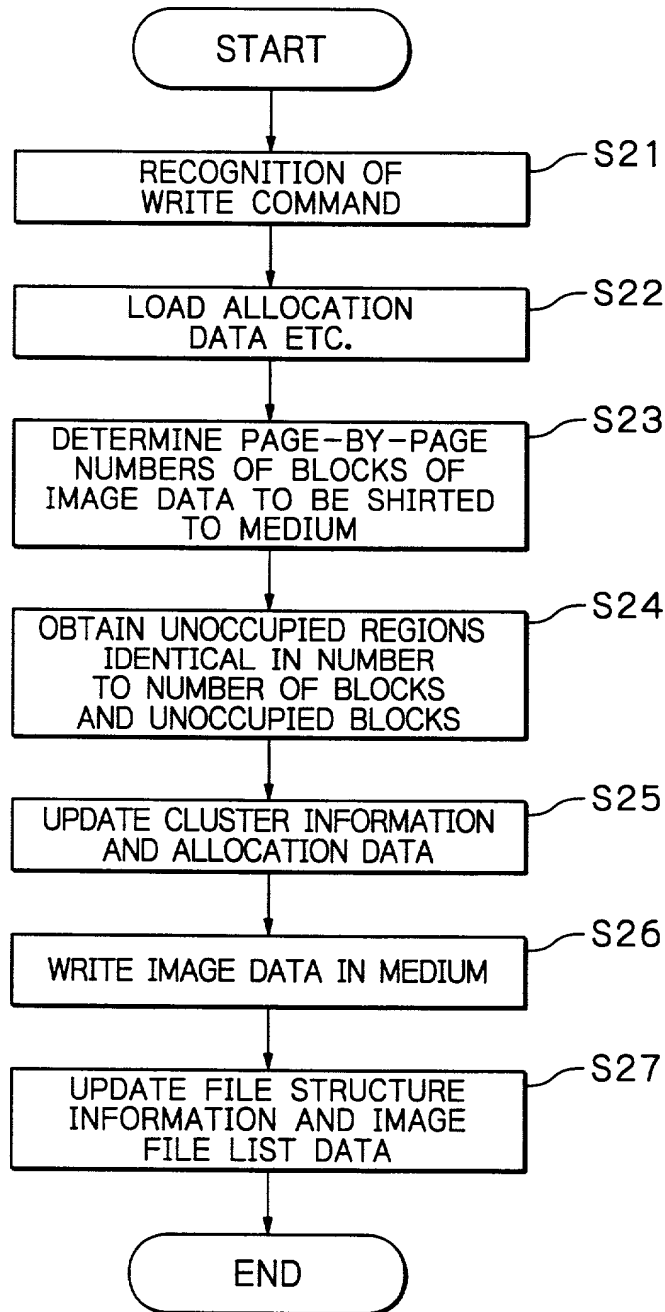 START
S21
RECOGNITION OF
WRITE COMMAND
S22
LOAD ALLOCATION
DATA ETC.
S23
DETERMINE PAGE-BY-PAGE
NUMBERS OF BLOCKS OF
IMAGE DATA TO BE SHIRTED
TO MEDIUM
S24
OBTAIN UNOCCUPIED REGIONS
IDENTICAL IN NUMBER
TO NUMBER OF BLOCKS
AND UNOCCUPIED BLOCKS
S25
UPDATE CLUSTER INFORMATION
AND ALLOCATION DATA
S26
WRITE IMAGE DATA IN MEDIUM
S27
UPDATE FILE STRUCTURE
INFORMATION AND IMAGE
FILE LIST DATA
END